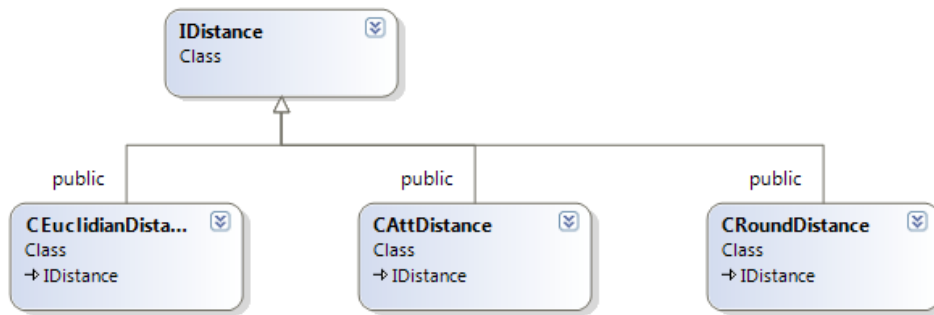 IDistance
Class
public
public
public
CEuclidianDista...
Class
IDistance
CAttDistance
Class
IDistance
CRoundDistance
Class
IDistance